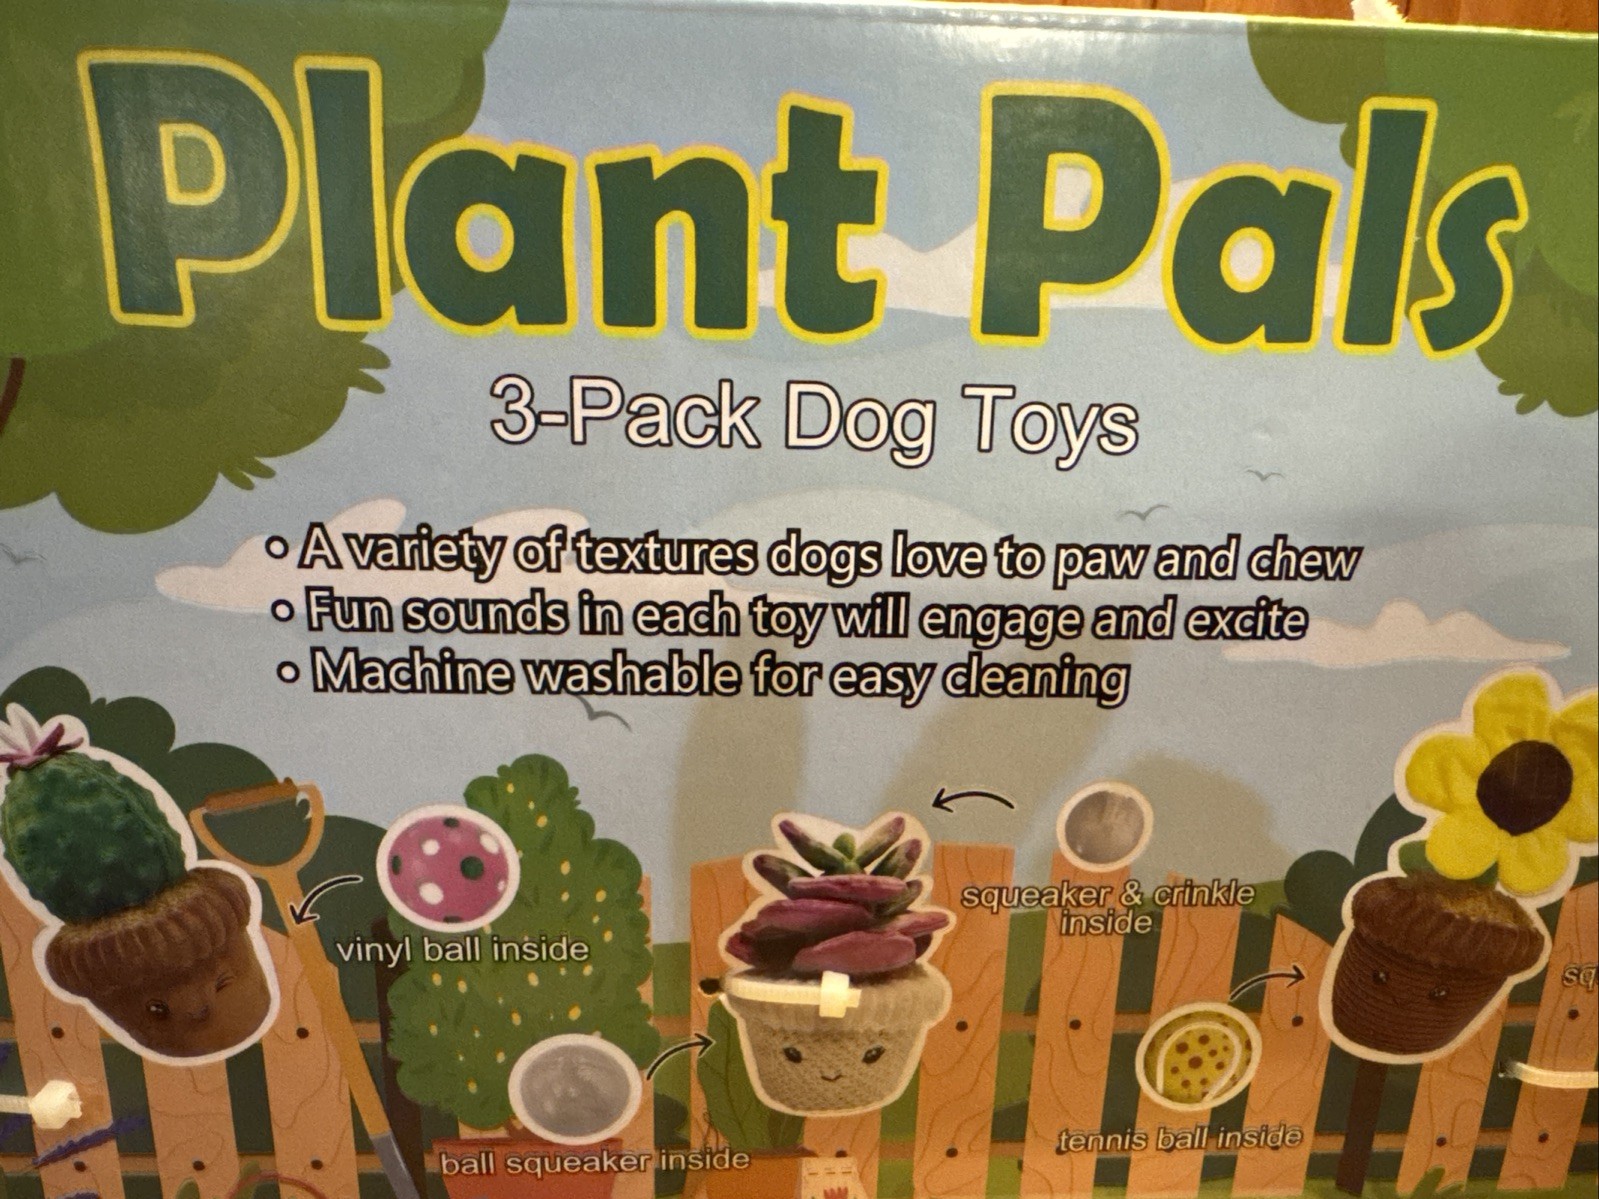 Plant Pals
3-Pack Dog Toys
• A variety of textures dogs love to paw and chew
• Fun sounds in each toy will engage and excite
• Machine washable for easy cleaning
squeaker & crinkle
inside
vinyl ball inside
tennis ball inside
ball squeaker inside